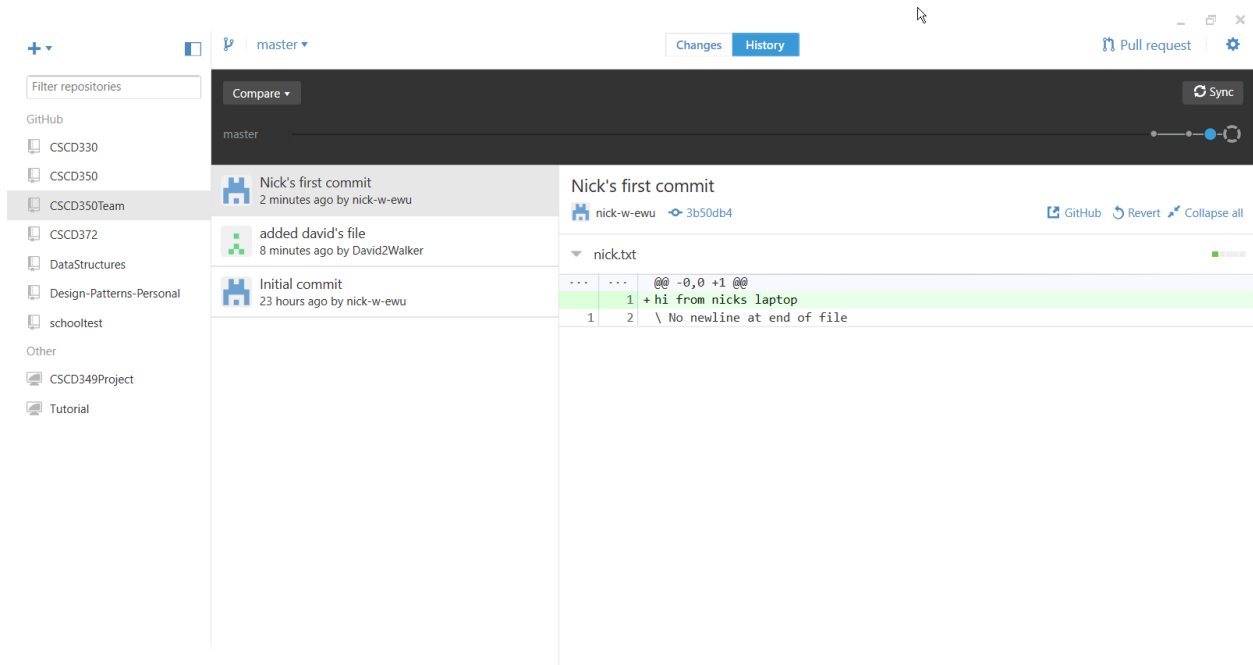 master
Changes
History
Pull request
Filter repositories
GitHub
CSCD330
CSCD350
CSCD350Team
CSCD372
DataStructures
Design-Patterns-Personal
schooltest
Other
CSCD349Project
Tutorial
Compare
Sync
master
Nick's first commit
2 minutes ago by nick-w-ewu
added david's file
8 minutes ago by David2Walker
Initial commit
23 hours ago by nick-w-ewu
Nick's first commit
nick-w-ewu 3b50db4 GitHub Revert Collapse all
nick.txt
... ... @@ -0,0 +1 @@
1 +hi from nicks laptop
1 2 \ No newline at end of file